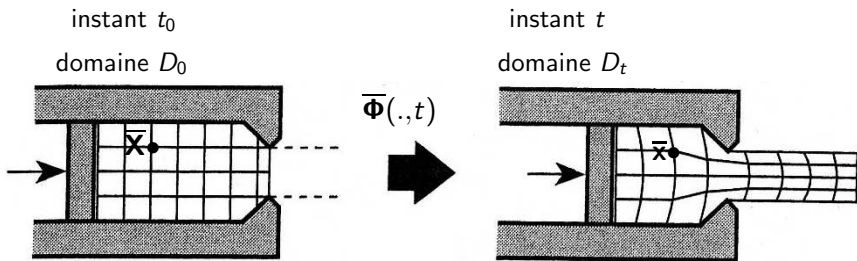 instant t₀
domaine D₀
instant t
domaine Dₜ
Φ̅(.,t)
X̅
x̅